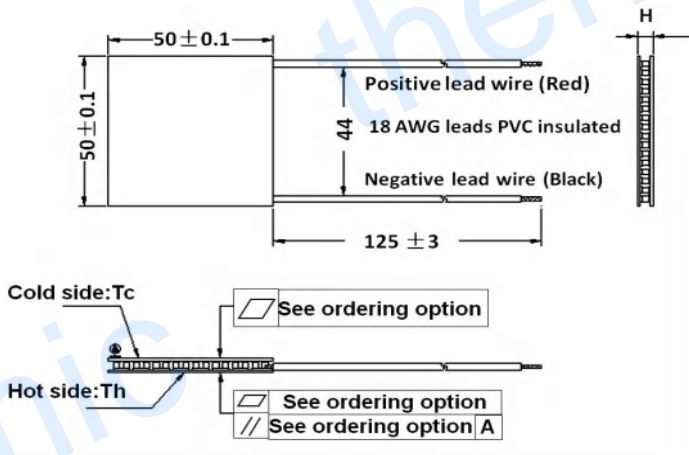 H
50±0.1
50±0.1
Positive lead wire (Red)
44
18 AWG leads PVC insulated
Negative lead wire (Black)
125 ±3
Cold side:Tc
See ordering option
A
Hot side:Th
See ordering option
// See ordering option A